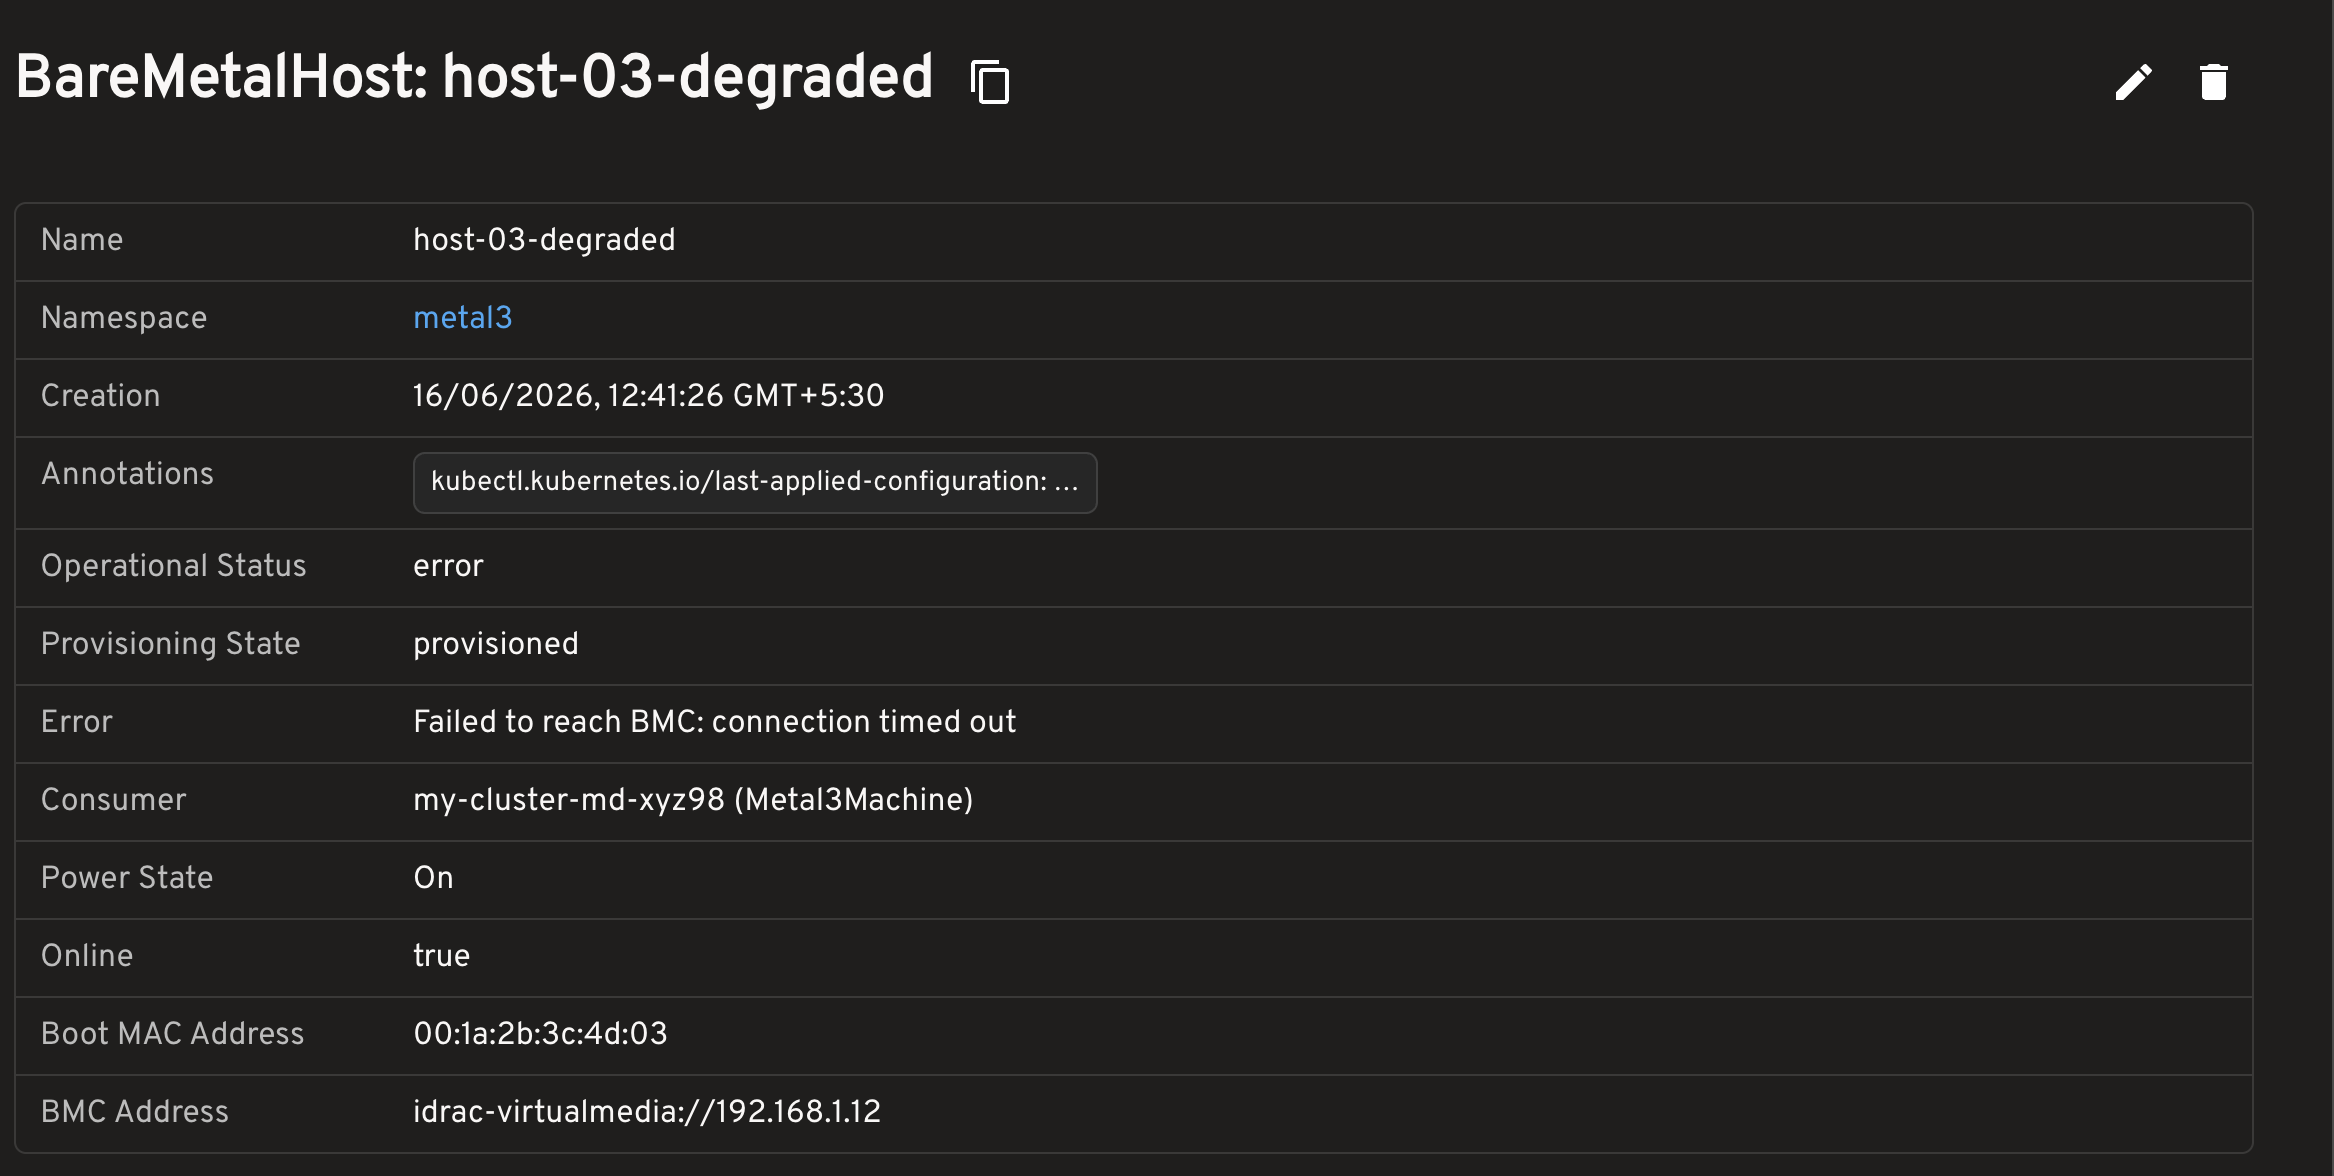 BareMetalHost: host-03-degraded
Name host-03-degraded
Namespace metal3
Creation 16/06/2026, 12:41:26 GMT+5:30
Annotations kubectl.kubernetes.io/last-applied-configuration: ...
Operational Status error
Provisioning State provisioned
Error Failed to reach BMC: connection timed out
Consumer my-cluster-md-xyz98 (Metal3Machine)
Power State On
Online true
Boot MAC Address 00:1a:2b:3c:4d:03
BMC Address idrac-virtualmedia://192.168.1.12